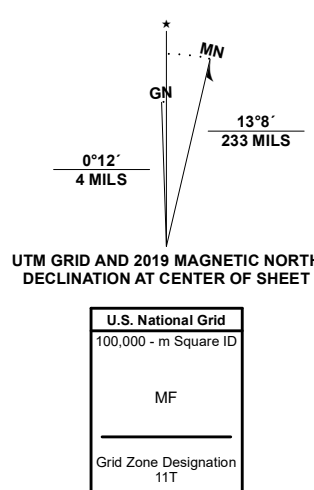 ★
MN
GN
13°8´
233 MILS
0°12´
4 MILS
UTM GRID AND 2019 MAGNETIC NORTH
DECLINATION AT CENTER OF SHEET
U.S. National Grid
100,000 - m Square ID
MF
Grid Zone Designation
11T